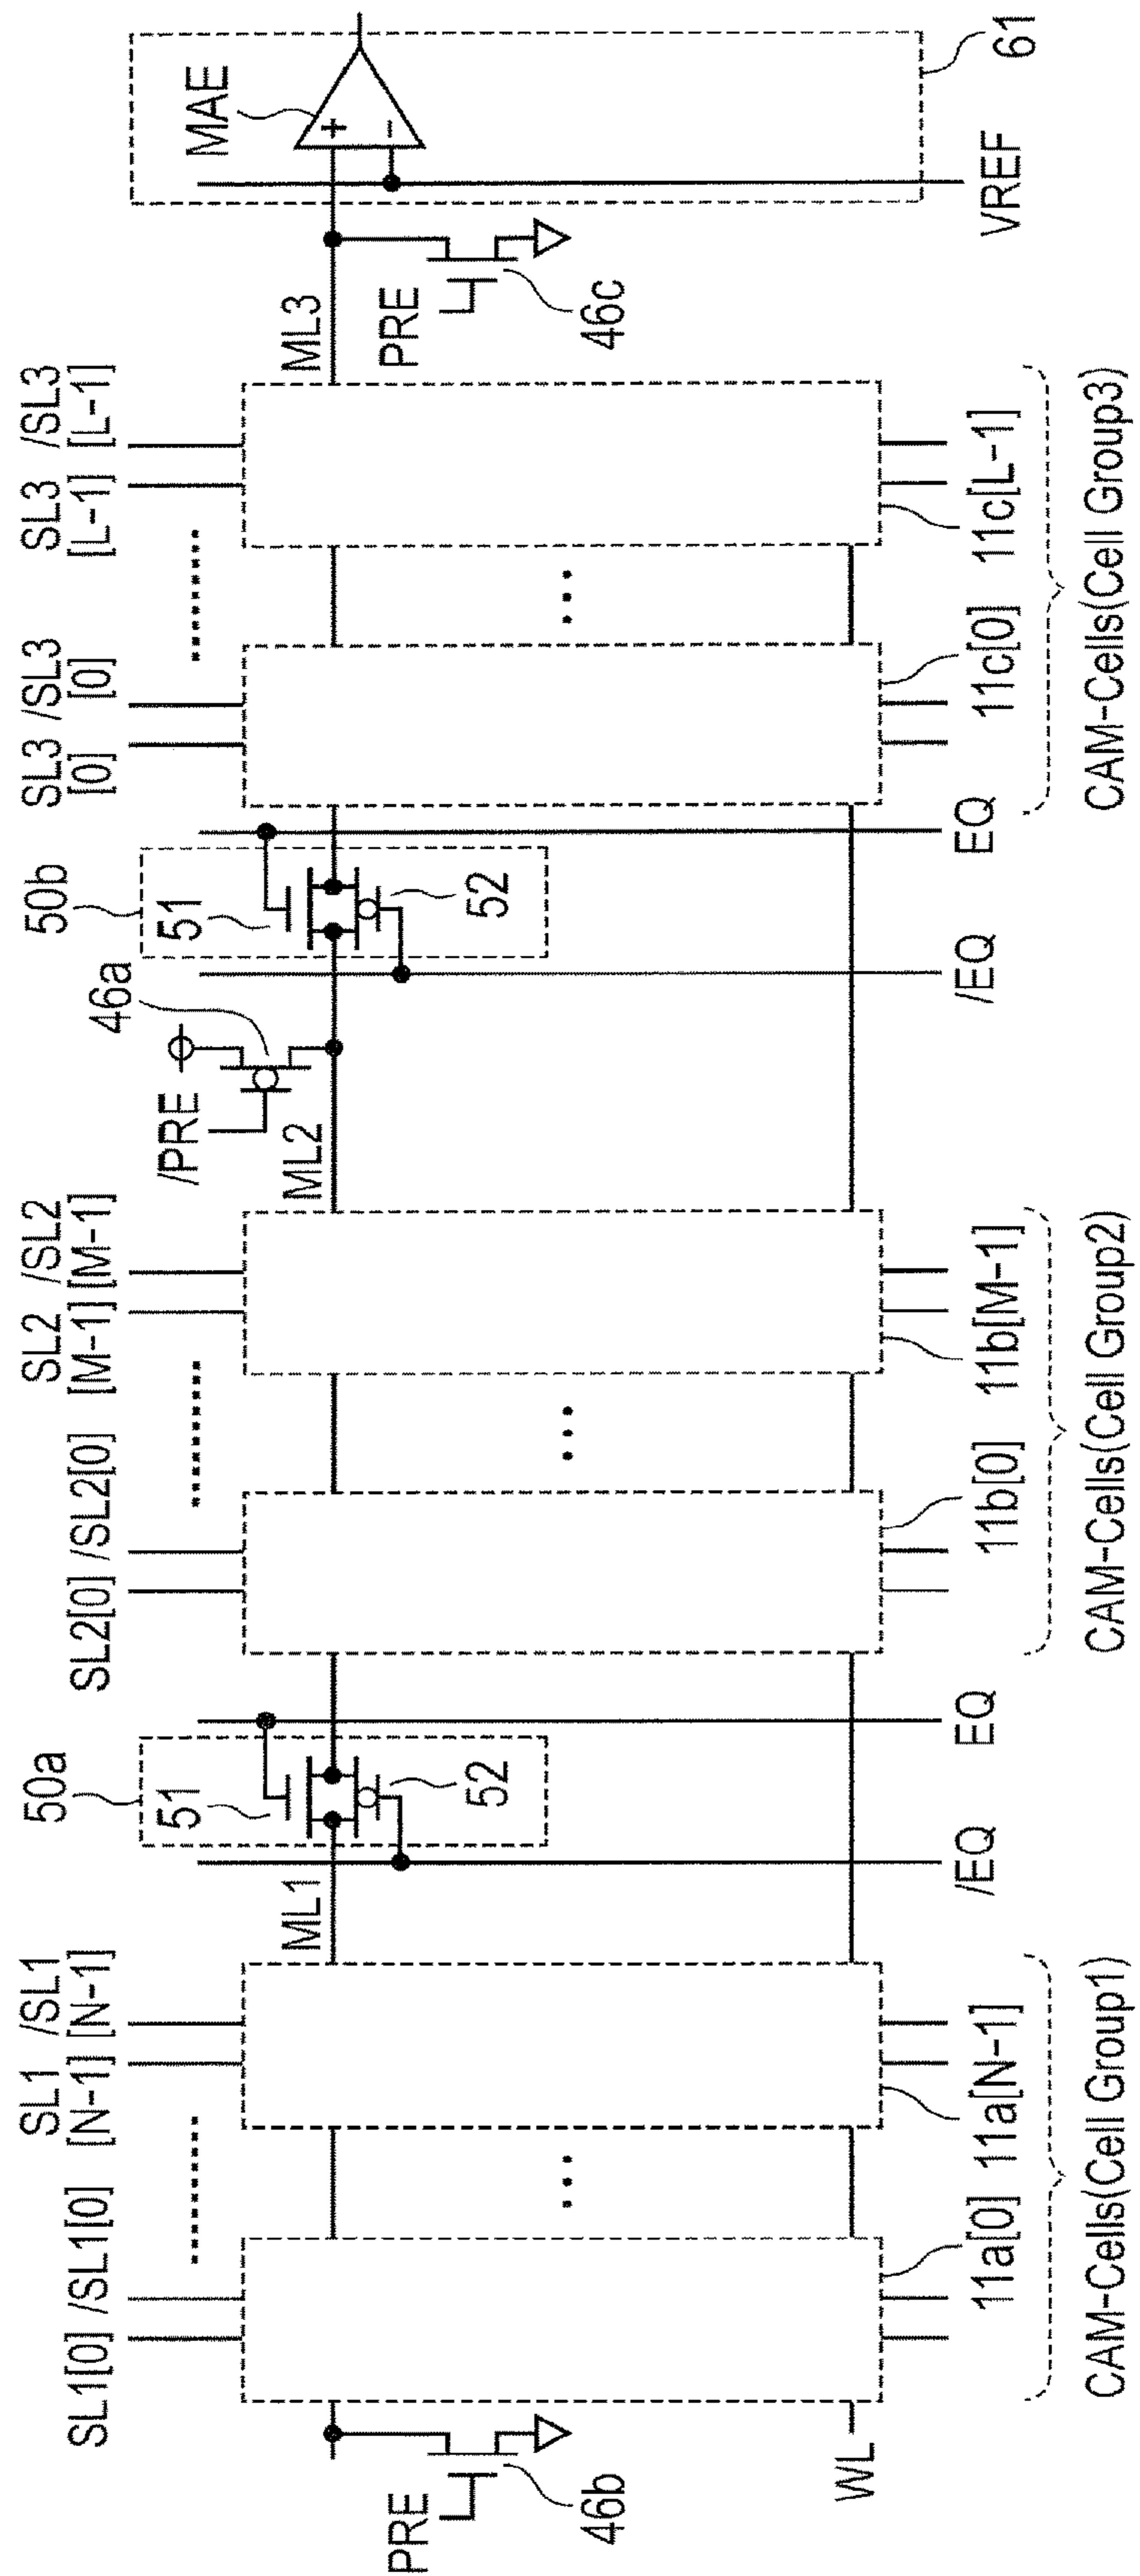 SL1[0] /SL1[0]
SL1 /SL1
[N-1] [N-1]
SL2[0] /SL2[0]
SL2 /SL2
[M-1] [M-1]
SL3 /SL3
[0] [0]
SL3 /SL3
[L-1] [L-1]
50a
50b
46a
/PRE
51
51
MAE
ML1
ML2
ML3
+
-
PRE
46b
52
52
PRE
46c
WL
/EQ
EQ
/EQ
EQ
VREF
61
11a[0]
11a[N-1]
11b[0]
11b[M-1]
11c[0]
11c[L-1]
CAM-Cells(Cell Group1)
CAM-Cells(Cell Group2)
CAM-Cells(Cell Group3)